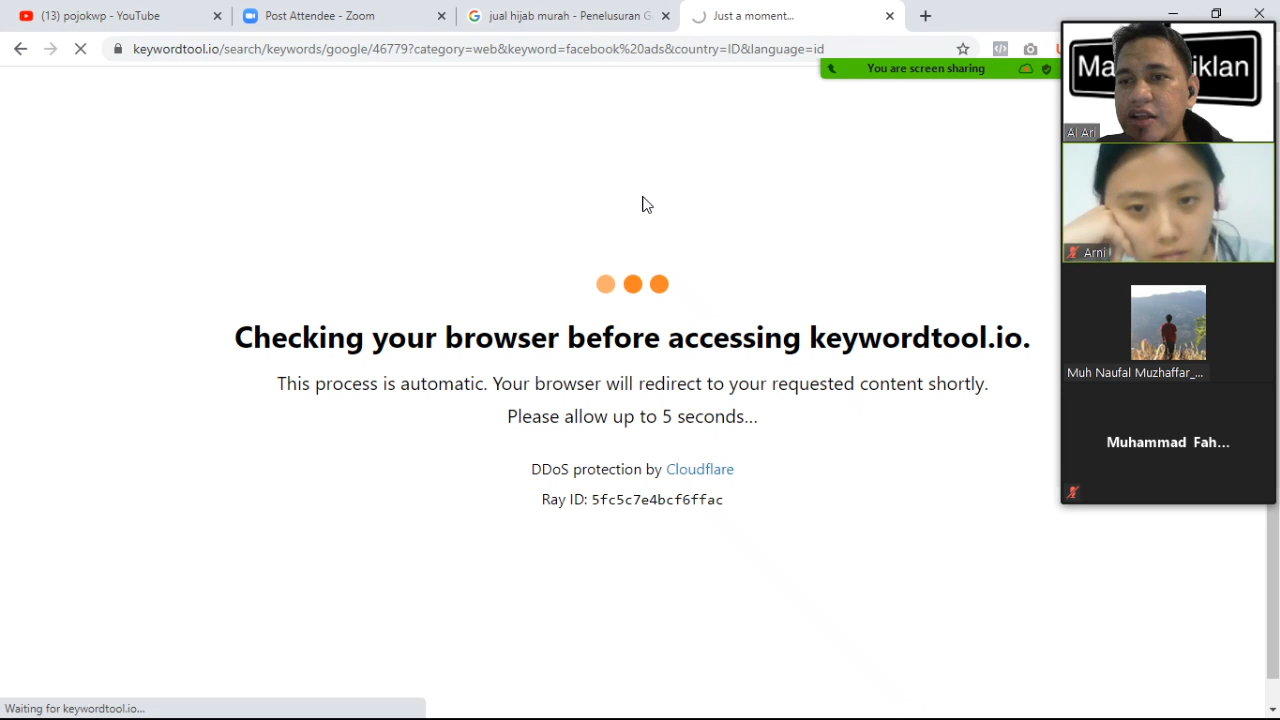 (13) pojokwp - YouTube
Post Attendee - Zoom
jual hijab murah - Penelusuran G
Just a moment...
keywordtool.io/search/keywords/google/46779?category=web&keyword=facebook%20ads&country=ID&language=id
You are screen sharing
Ma
iklan
Al Ari
Arni
Muh Naufal Muzhaffar_...
Muhammad Fah...
Checking your browser before accessing keywordtool.io.
This process is automatic. Your browser will redirect to your requested content shortly.
Please allow up to 5 seconds...
DDoS protection by Cloudflare
Ray ID: 5fc5c7e4bcf6ffac
Waiting for keywordtool.io...